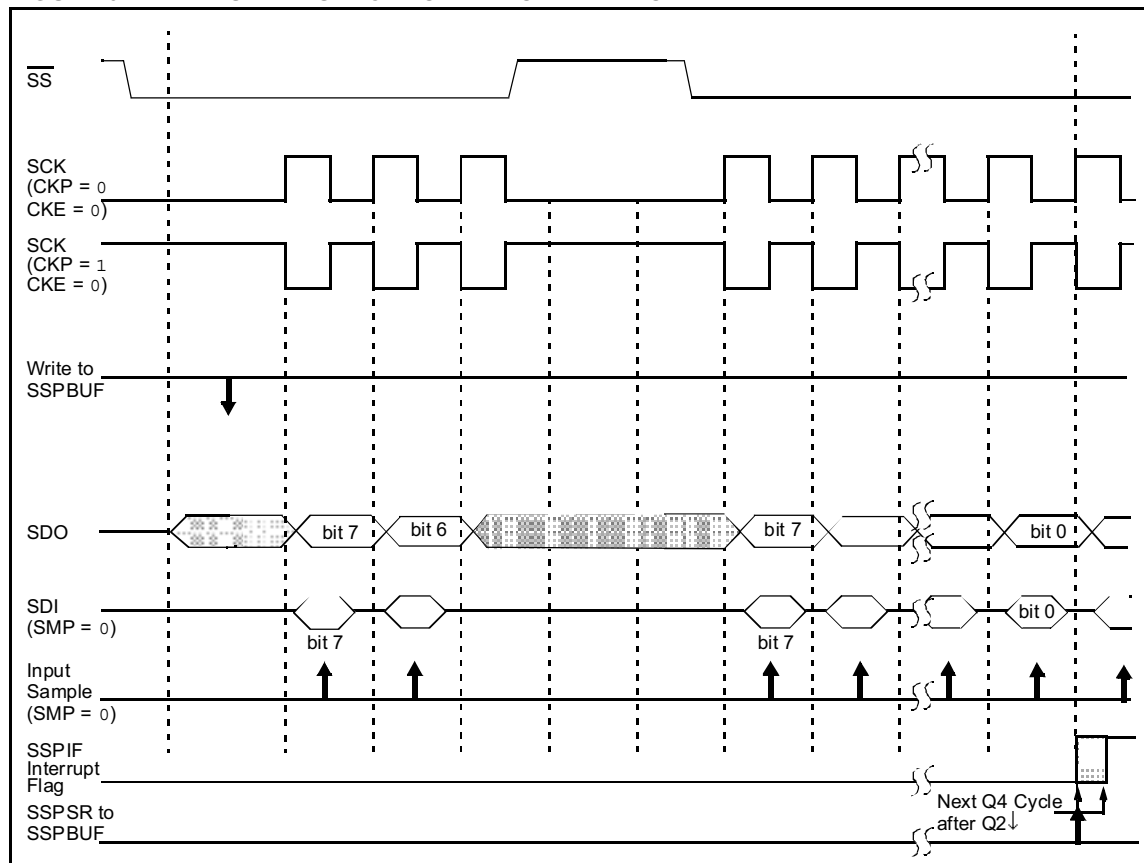 SS
SCK
(CKP = 0
CKE = 0)
SCK
(CKP = 1
CKE = 0)
Write to
SSPBUF
SDO
bit 7
bit 6
bit 7
bit 0
SDI
(SMP = 0)
bit 7
bit 7
bit 0
Input
Sample
(SMP = 0)
SSPIF
Interrupt
Flag
SSPSR to
SSPBUF
Next Q4 Cycle
after Q2↓